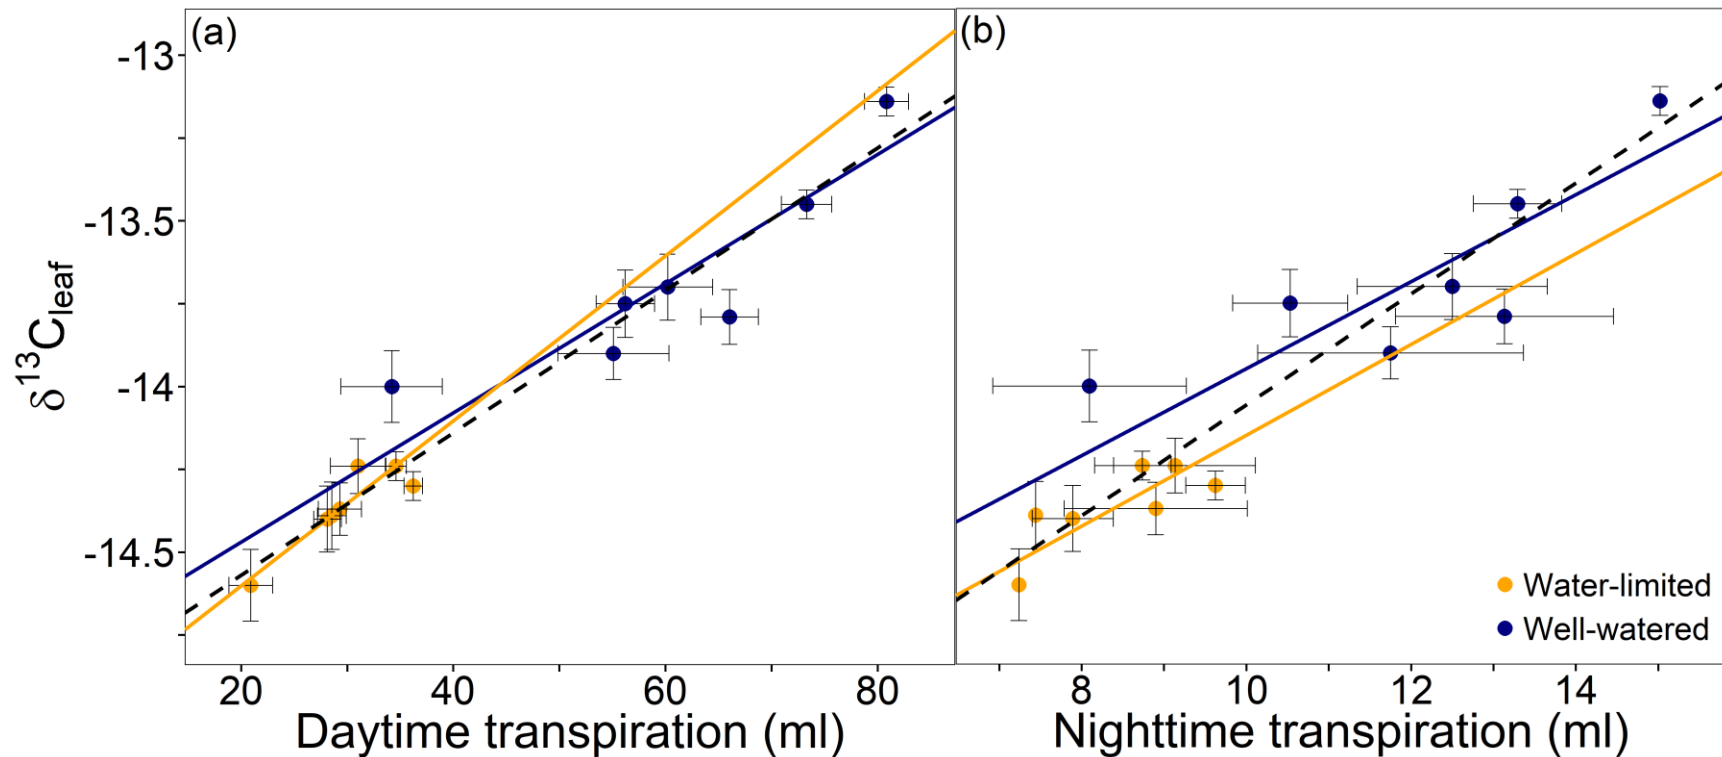 (a)
(b)
-13
-13.5
-14
-14.5
δ¹³C_leaf
20 40 60 80
8 10 12 14
Daytime transpiration (ml)
Nighttime transpiration (ml)
Water-limited
Well-watered